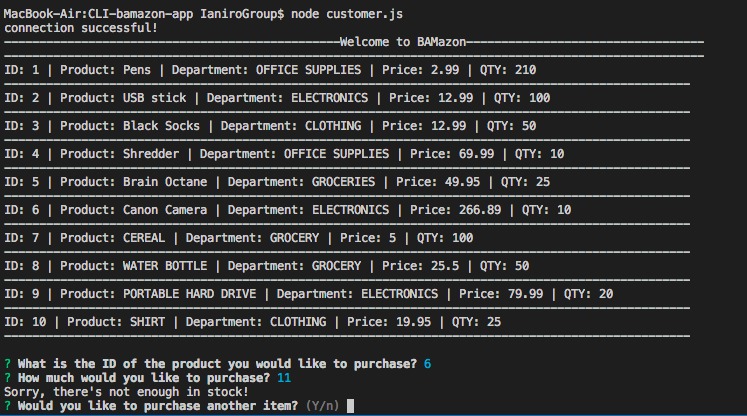 MacBook-Air:CLI-bamazon-app IaniroGroup$ node customer.js
connection successful!
------------------------------------------------Welcome to BAMazon----------------------------------
----------------------------------------------------------------------------------------------------
ID: 1 | Product: Pens | Department: OFFICE SUPPLIES | Price: 2.99 | QTY: 210
--------------------------------------------------------------------------------------------------
ID: 2 | Product: USB stick | Department: ELECTRONICS | Price: 12.99 | QTY: 100
--------------------------------------------------------------------------------------------------
ID: 3 | Product: Black Socks | Department: CLOTHING | Price: 12.99 | QTY: 50
--------------------------------------------------------------------------------------------------
ID: 4 | Product: Shredder | Department: OFFICE SUPPLIES | Price: 69.99 | QTY: 10
--------------------------------------------------------------------------------------------------
ID: 5 | Product: Brain Octane | Department: GROCERIES | Price: 49.95 | QTY: 25
--------------------------------------------------------------------------------------------------
ID: 6 | Product: Canon Camera | Department: ELECTRONICS | Price: 266.89 | QTY: 10
--------------------------------------------------------------------------------------------------
ID: 7 | Product: CEREAL | Department: GROCERY | Price: 5 | QTY: 100
--------------------------------------------------------------------------------------------------
ID: 8 | Product: WATER BOTTLE | Department: GROCERY | Price: 25.5 | QTY: 50
--------------------------------------------------------------------------------------------------
ID: 9 | Product: PORTABLE HARD DRIVE | Department: ELECTRONICS | Price: 79.99 | QTY: 20
--------------------------------------------------------------------------------------------------
ID: 10 | Product: SHIRT | Department: CLOTHING | Price: 19.95 | QTY: 25
--------------------------------------------------------------------------------------------------
? What is the ID of the product you would like to purchase? 6
? How much would you like to purchase? 11
Sorry, there's not enough in stock!
? Would you like to purchase another item? (Y/n)